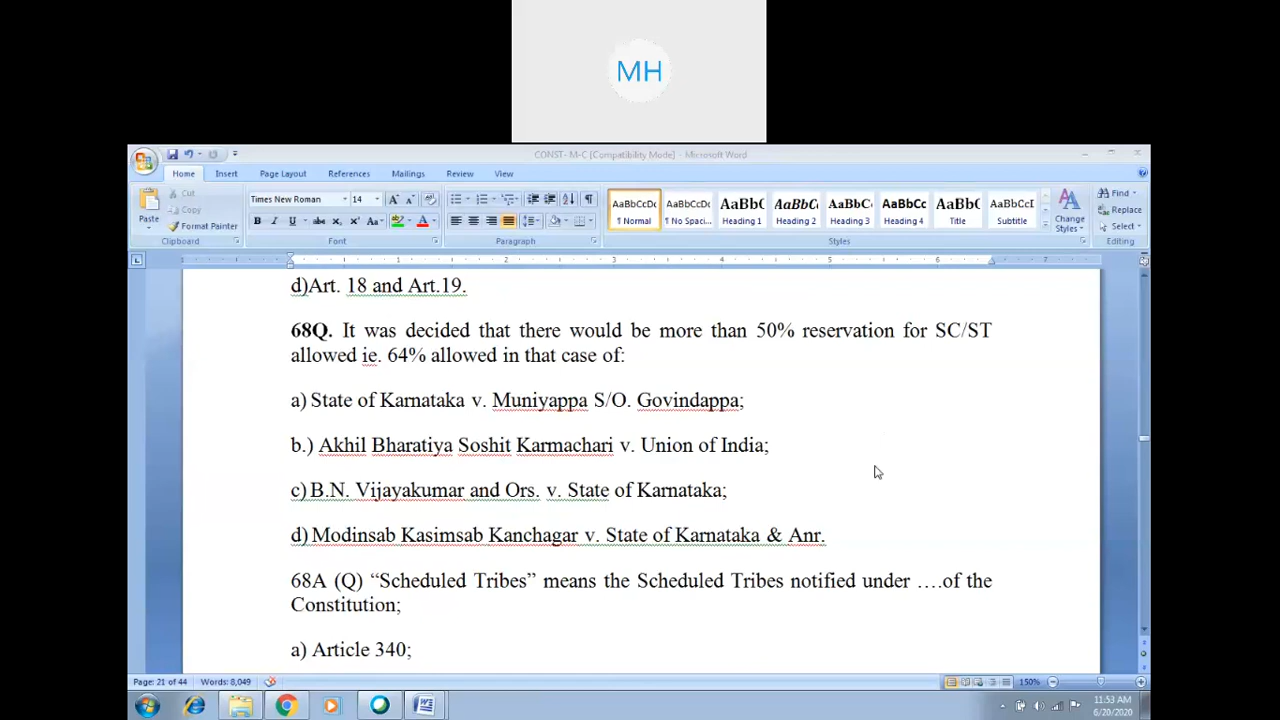 MH
CONST- M-C [Compatibility Mode] - Microsoft Word
Home Insert Page Layout References Mailings Review View
Paste
Cut
Copy
Format Painter
Clipboard
Times New Roman 14
Font
Paragraph
AaBbCcDc AaBbCcDc AaBbC AaBbCc AaBbC AaBbCc AaBbC AaBbCcI
¶ Normal ¶ No Spaci... Heading 1 Heading 2 Heading 3 Heading 4 Title Subtitle
Change Styles
Styles
Find
Replace
Select
Editing
d)Art. 18 and Art.19.
68Q. It was decided that there would be more than 50% reservation for SC/ST
allowed ie. 64% allowed in that case of:
a) State of Karnataka v. Muniyappa S/O. Govindappa;
b.) Akhil Bharatiya Soshit Karmachari v. Union of India;
c) B.N. Vijayakumar and Ors. v. State of Karnataka;
d) Modinsab Kasimsab Kanchagar v. State of Karnataka & Anr.
68A (Q) “Scheduled Tribes” means the Scheduled Tribes notified under ….of the
Constitution;
a) Article 340;
Page: 21 of 44 Words: 8,049 150%
11:53 AM
6/20/2020